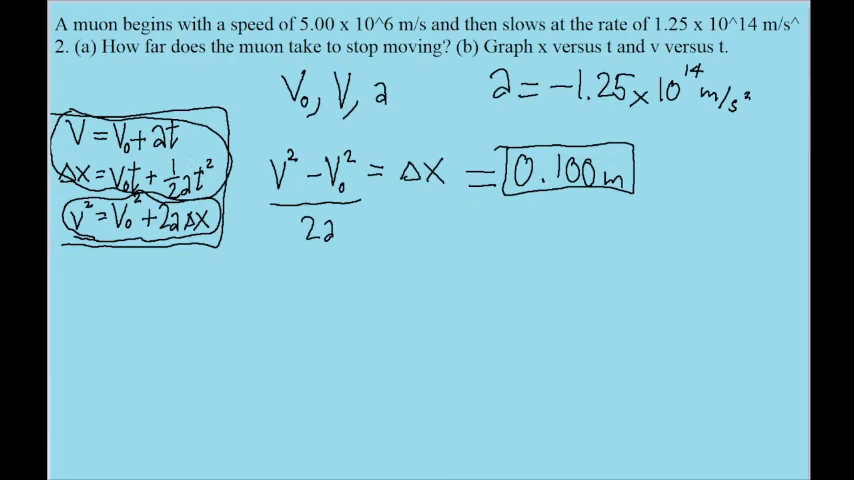 A muon begins with a speed of 5.00 x 10^6 m/s and then slows at the rate of 1.25 x 10^14 m/s^
2. (a) How far does the muon take to stop moving? (b) Graph x versus t and v versus t.
V₀, V, a
a = -1.25 x 10¹⁴ m/s²
V = V₀ + at
Δx = V₀t + 1/2 at²
V² = V₀² + 2aΔx
V² - V₀² / 2a = Δx = 0.100 m